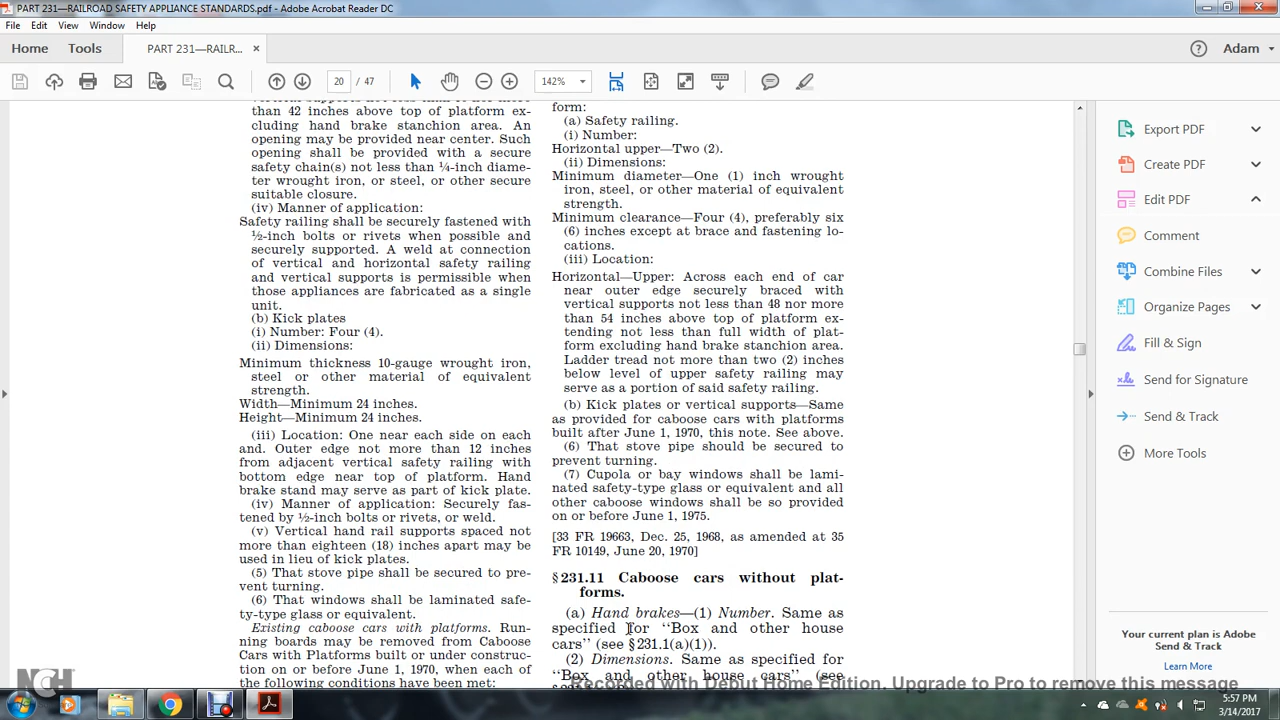 PART 231—RAILROAD SAFETY APPLIANCE STANDARDS.pdf - Adobe Acrobat Reader DC
File Edit View Window Help
Home Tools PART 231—RAILR... × ? Adam
20 / 47 142%
than 42 inches above top of platform ex-
cluding hand brake stanchion area. An
opening may be provided near center. Such
opening shall be provided with a secure
safety chain(s) not less than ¼-inch diame-
ter wrought iron, or steel, or other secure
suitable closure.
(iv) Manner of application:
Safety railing shall be securely fastened with
½-inch bolts or rivets when possible and
securely supported. A weld at connection
of vertical and horizontal safety railing
and vertical supports is permissible when
those appliances are fabricated as a single
unit.
(b) Kick plates
(i) Number: Four (4).
(ii) Dimensions:
Minimum thickness 10-gauge wrought iron,
steel or other material of equivalent
strength.
Width—Minimum 24 inches.
Height—Minimum 24 inches.
(iii) Location: One near each side on each
end. Outer edge not more than 12 inches
from adjacent vertical safety railing with
bottom edge near top of platform. Hand
brake stand may serve as part of kick plate.
(iv) Manner of application: Securely fas-
tened by ½-inch bolts or rivets, or weld.
(v) Vertical hand rail supports spaced not
more than eighteen (18) inches apart may be
used in lieu of kick plates.
(5) That stove pipe shall be secured to pre-
vent turning.
(6) That windows shall be laminated safe-
ty-type glass or equivalent.
Existing caboose cars with platforms. Run-
ning boards may be removed from Caboose
Cars with Platforms built or under construc-
tion on or before June 1, 1970, when each of
the following conditions have been met:
form:
(a) Safety railing.
(i) Number:
Horizontal upper—Two (2).
(ii) Dimensions:
Minimum diameter—One (1) inch wrought
iron, steel, or other material of equivalent
strength.
Minimum clearance—Four (4), preferably six
(6) inches except at brace and fastening lo-
cations.
(iii) Location:
Horizontal—Upper: Across each end of car
near outer edge securely braced with
vertical supports not less than 48 nor more
than 54 inches above top of platform ex-
tending not less than full width of plat-
form excluding hand brake stanchion area.
Ladder tread not more than two (2) inches
below level of upper safety railing may
serve as a portion of said safety railing.
(b) Kick plates or vertical supports—Same
as provided for caboose cars with platforms
built after June 1, 1970, this note. See above.
(6) That stove pipe should be secured to
prevent turning.
(7) Cupola or bay windows shall be lami-
nated safety-type glass or equivalent and all
other caboose windows shall be so provided
on or before June 1, 1975.
[33 FR 19663, Dec. 25, 1968, as amended at 35
FR 10149, June 20, 1970]
§231.11 Caboose cars without plat-
forms.
(a) Hand brakes—(1) Number. Same as
specified for ‘‘Box and other house
cars’’ (see §231.1(a)(1)).
(2) Dimensions. Same as specified for
‘‘Box and other house cars’’ (see
Export PDF
Create PDF
Edit PDF
Comment
Combine Files
Organize Pages
Fill & Sign
Send for Signature
Send & Track
More Tools
Your current plan is Adobe
Send & Track
Learn More
NCH
Recorded with Debut Home Edition. Upgrade to Pro to remove this message
5:57 PM
3/14/2017